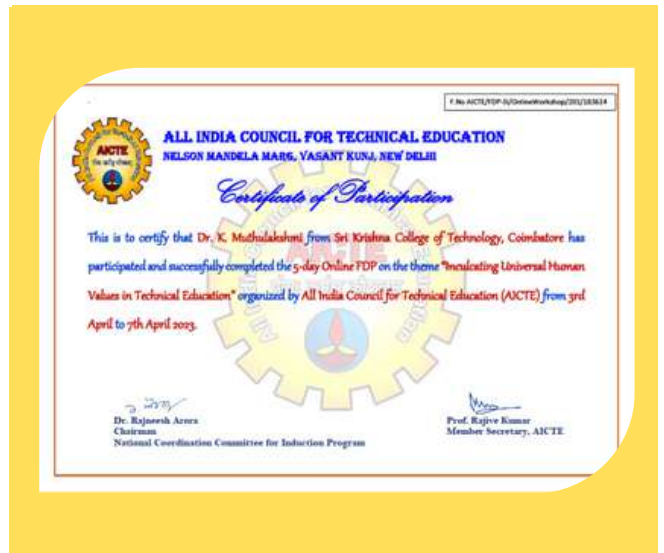 F.No AICTE/FDP-SI/OnlineWorkshop/201/103614
AICTE
ALL INDIA COUNCIL FOR TECHNICAL EDUCATION
NELSON MANDELA MARG, VASANT KUNJ, NEW DELHI
Certificate of Participation
This is to certify that Dr. K. Muthulakshmi from Sri Krishna College of Technology, Coimbatore has
participated and successfully completed the 5-day Online FDP on the theme "Inculcating Universal Human
Values in Technical Education" organized by All India Council for Technical Education (AICTE) from 3rd
April to 7th April 2023.
Dr. Rajneesh Arora
Chairman
National Coordination Committee for Induction Program
Prof. Rajive Kumar
Member Secretary, AICTE